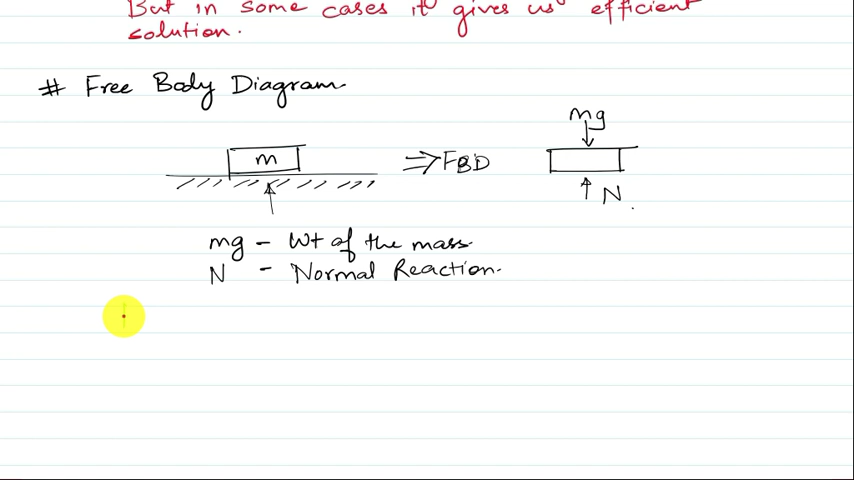 But in some cases it gives us efficient
solution.
# Free Body Diagram
m ⇒ FBD mg
N.
mg - Wt of the mass.
N - Normal Reaction.